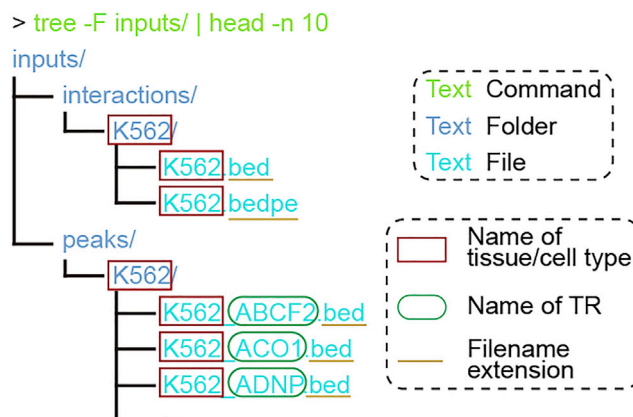 > tree -F inputs/ | head -n 10
inputs/
interactions/
K562/
K562.bed
K562.bedpe
peaks/
K562/
K562_ABCF2.bed
K562_ACO1.bed
K562_ADNP.bed
Text Command
Text Folder
Text File
Name of
tissue/cell type
Name of TR
Filename
extension